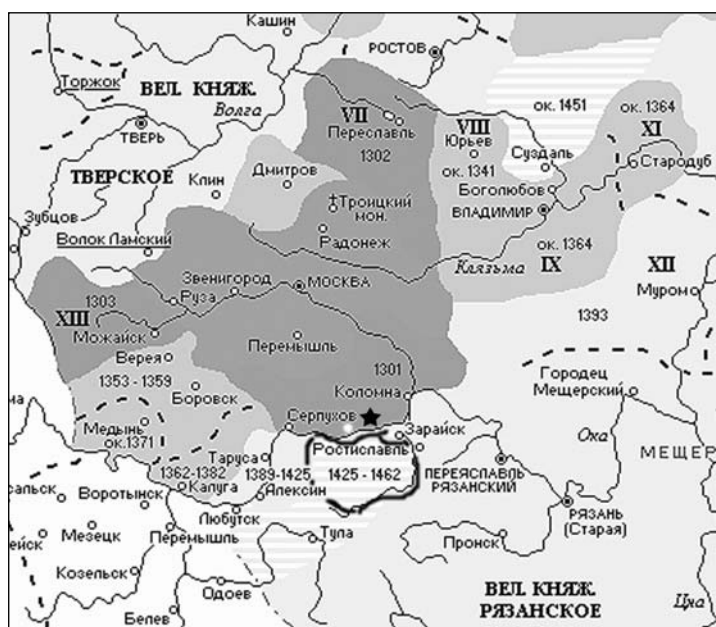 Кашин
РОСТОВ
Торжок
ВЕЛ. КНЯЖ.
Волга
VII
Переславль
1302
ок. 1451
ок. 1364
XI
ТВЕРЬ
VIII
Юрьев
ок. 1341
Суздаль
Стародуб
ТВЕРСКОЕ
Клин
Дмитров
Троицкий
мон.
Боголюбов
ВЛАДИМИР
Зубцов
Волок Ламский
Радонеж
ок. 1364
Клязьма
IX
XII
Звенигород
МОСКВА
Муром
1303
Руза
XIII
Можайск
Перемышль
1393
Верея
1353 - 1359
Боровск
1301
Коломна
Городец
Мещерский
Медынь
ок.1371
Серпухов
Зарайск
Ока
МЕЩЕР
Таруса
Ростиславль
1362-1382
1389-1425
1425 - 1462
ПЕРЕЯСЛАВЛЬ
РЯЗАНСКИЙ
Калуга
Алексин
сальск
Воротынск
Любутск
РЯЗАНЬ
(Старая)
Мезецк
ейск
Перемышль
Тула
Пронск
Козельск
Одоев
ВЕЛ. КНЯЖ.
РЯЗАНСКОЕ
Цна
Белев